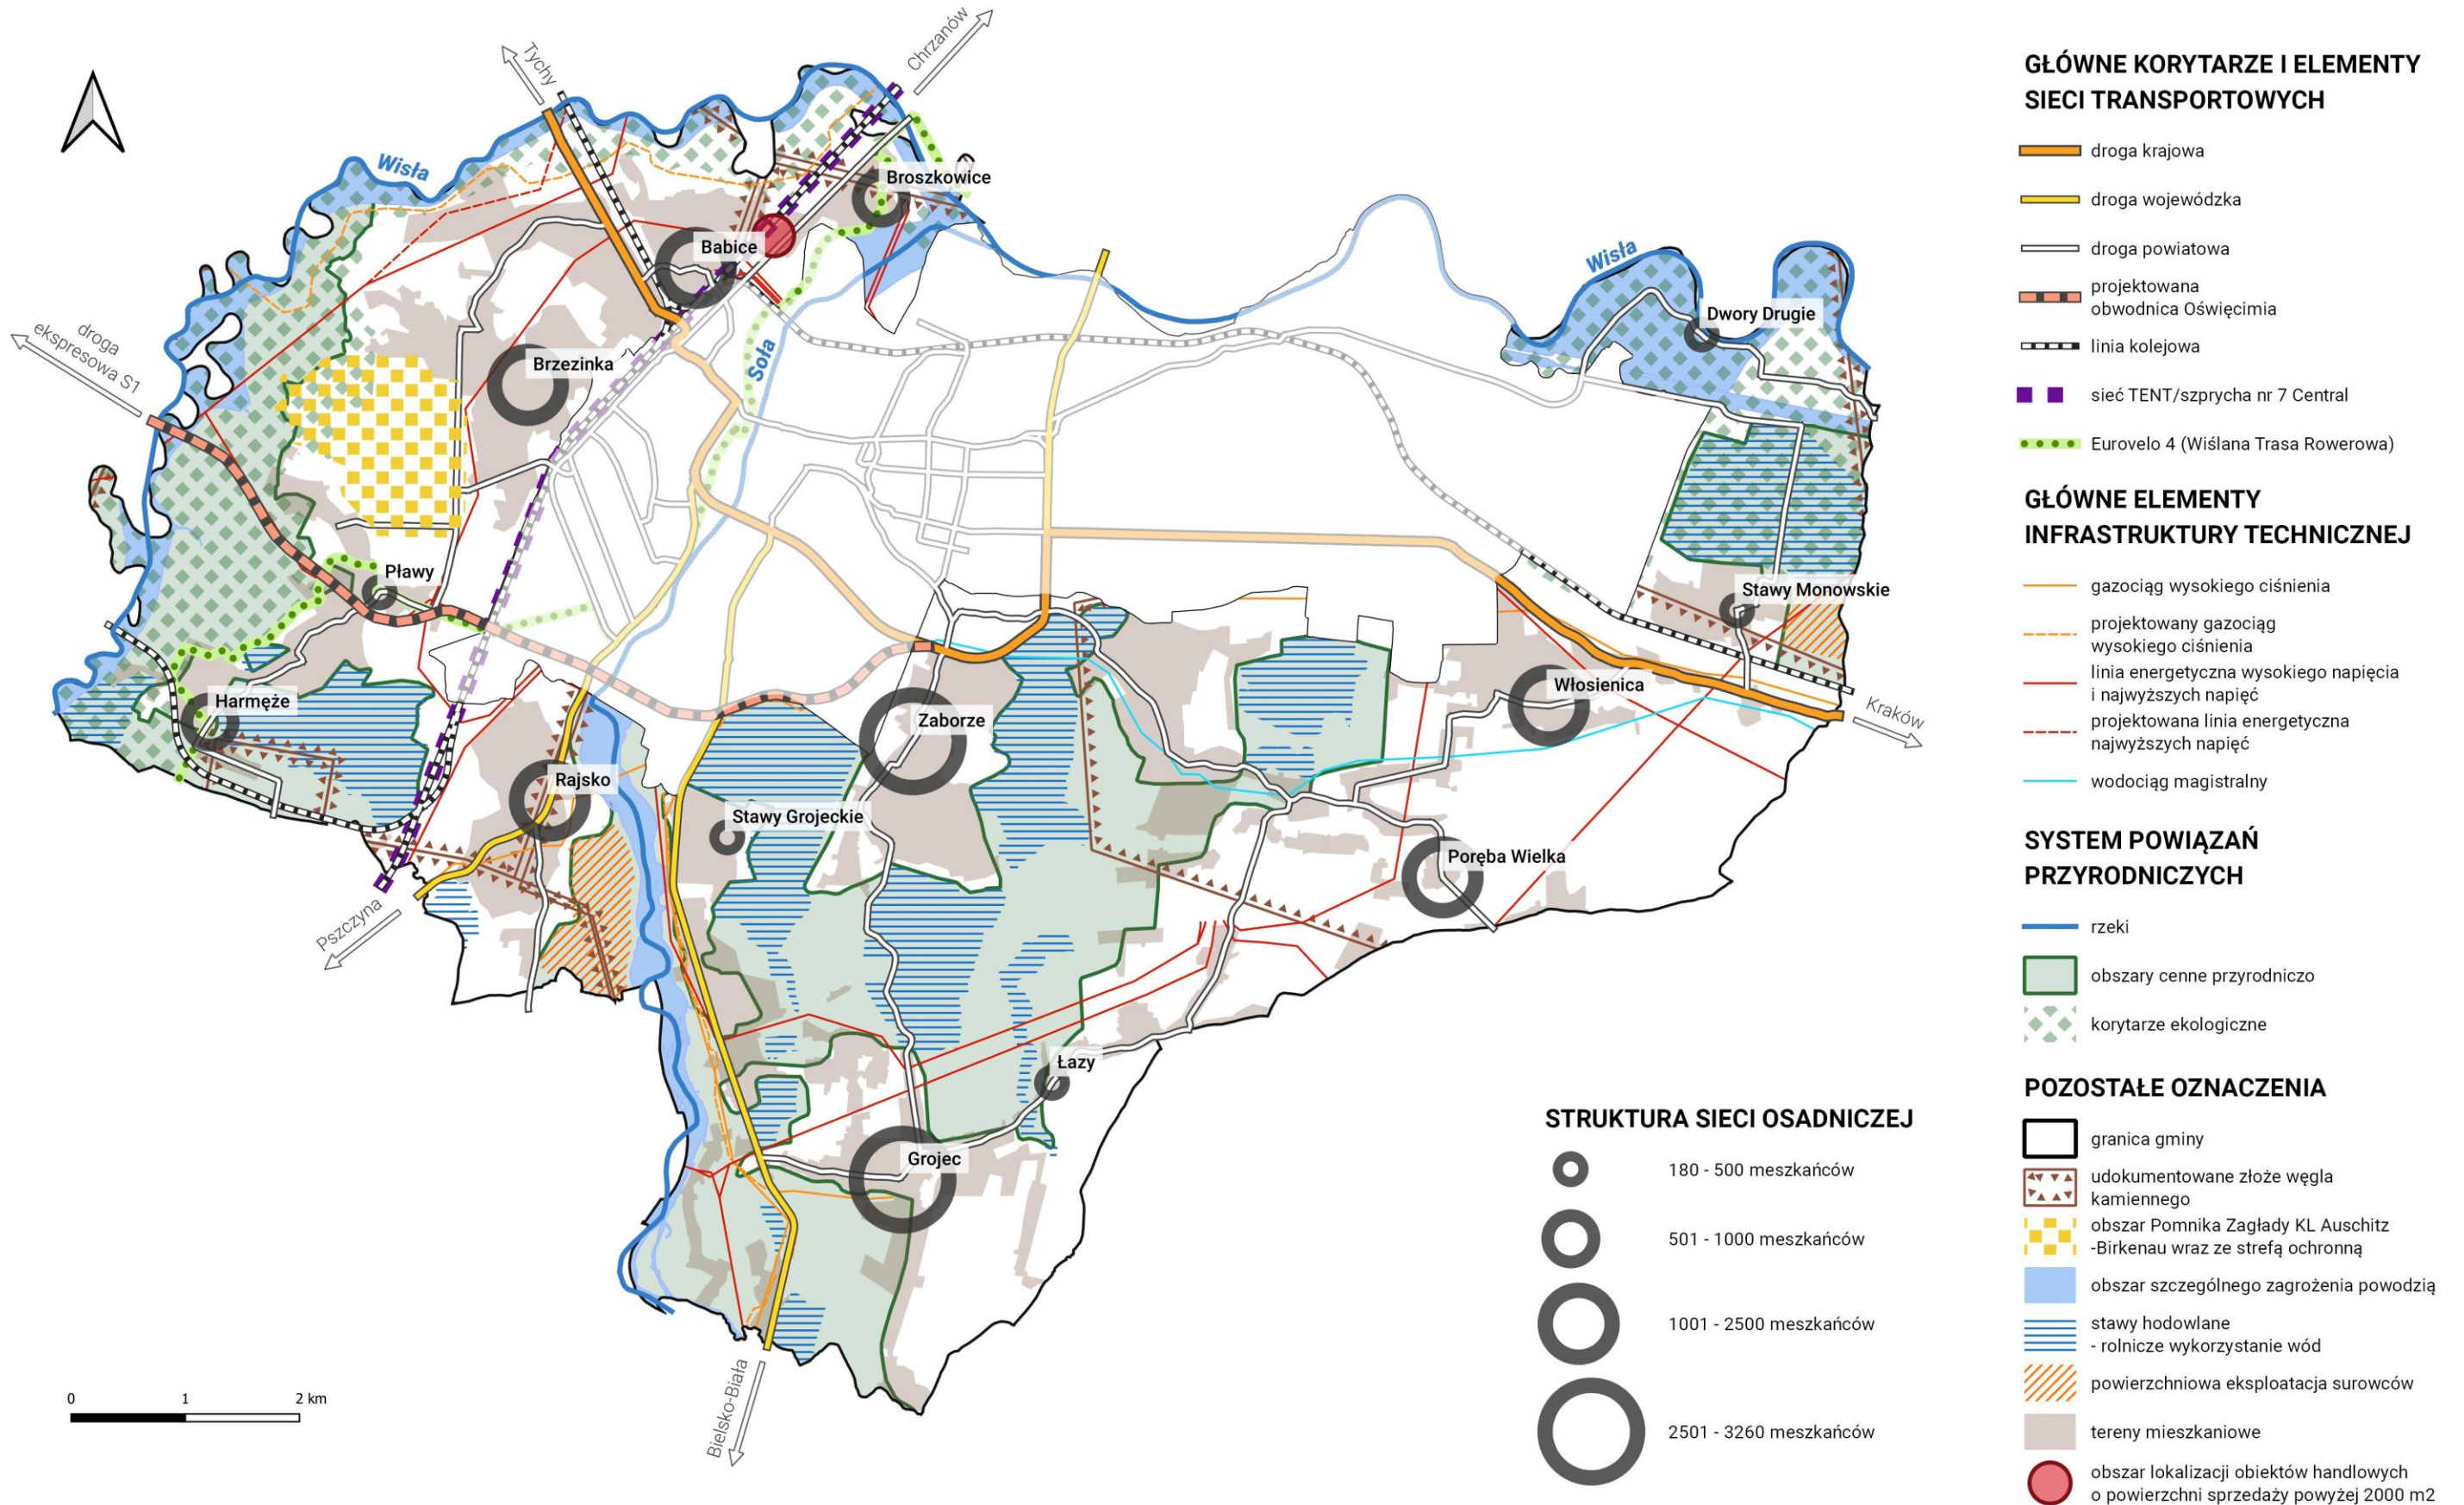 Tychy
Chrzanów
Wisła
Broszkowice
Babice
Wisła
Dwory Drugie
droga
ekspresowa S1
Brzezinka
Soła
Pławy
Stawy Monowskie
Harmęże
Włosienica
Kraków
Zaborze
Rajsko
Stawy Grojeckie
Poręba Wielka
Pszczyna
Łazy
Grojec
Bielsko-Biała
0 1 2 km
STRUKTURA SIECI OSADNICZEJ
180 - 500 meszkańców
501 - 1000 meszkańców
1001 - 2500 meszkańców
2501 - 3260 meszkańców
GŁÓWNE KORYTARZE I ELEMENTY
SIECI TRANSPORTOWYCH
droga krajowa
droga wojewódzka
droga powiatowa
projektowana
obwodnica Oświęcimia
linia kolejowa
sieć TENT/szprycha nr 7 Central
Eurovelo 4 (Wiślana Trasa Rowerowa)
GŁÓWNE ELEMENTY
INFRASTRUKTURY TECHNICZNEJ
gazociąg wysokiego ciśnienia
projektowany gazociąg
wysokiego ciśnienia
linia energetyczna wysokiego napięcia
i najwyższych napięć
projektowana linia energetyczna
najwyższych napięć
wodociąg magistralny
SYSTEM POWIĄZAŃ
PRZYRODNICZYCH
rzeki
obszary cenne przyrodniczo
korytarze ekologiczne
POZOSTAŁE OZNACZENIA
granica gminy
udokumentowane złoże węgla
kamiennego
obszar Pomnika Zagłady KL Auschitz
-Birkenau wraz ze strefą ochronną
obszar szczególnego zagrożenia powodzią
stawy hodowlane
- rolnicze wykorzystanie wód
powierzchniowa eksploatacja surowców
tereny mieszkaniowe
obszar lokalizacji obiektów handlowych
o powierzchni sprzedaży powyżej 2000 m2